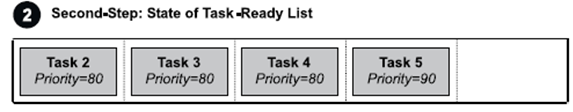 2 Second-Step: State of Task-Ready List
Task 2 Task 3 Task 4 Task 5
Priority=80 Priority=80 Priority=80 Priority=90